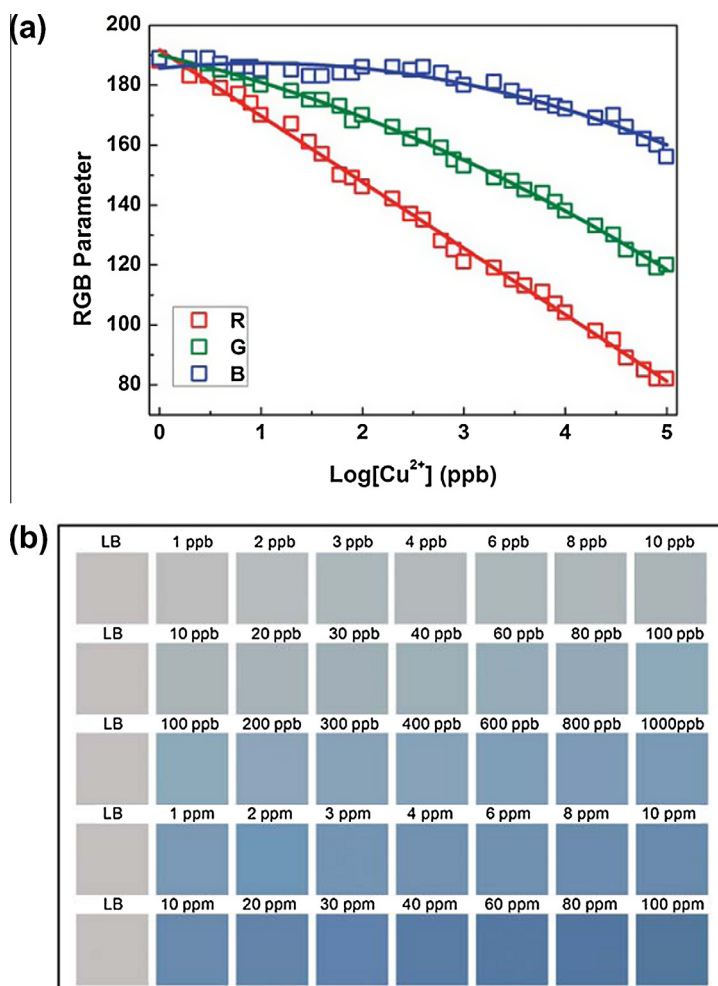 (a)
200
180
160
140
120
100
80
RGB Parameter
R
G
B
0 1 2 3 4 5
Log[Cu²⁺] (ppb)
(b)
LB 1 ppb 2 ppb 3 ppb 4 ppb 6 ppb 8 ppb 10 ppb
LB 10 ppb 20 ppb 30 ppb 40 ppb 60 ppb 80 ppb 100 ppb
LB 100 ppb 200 ppb 300 ppb 400 ppb 600 ppb 800 ppb 1000ppb
LB 1 ppm 2 ppm 3 ppm 4 ppm 6 ppm 8 ppm 10 ppm
LB 10 ppm 20 ppm 30 ppm 40 ppm 60 ppm 80 ppm 100 ppm